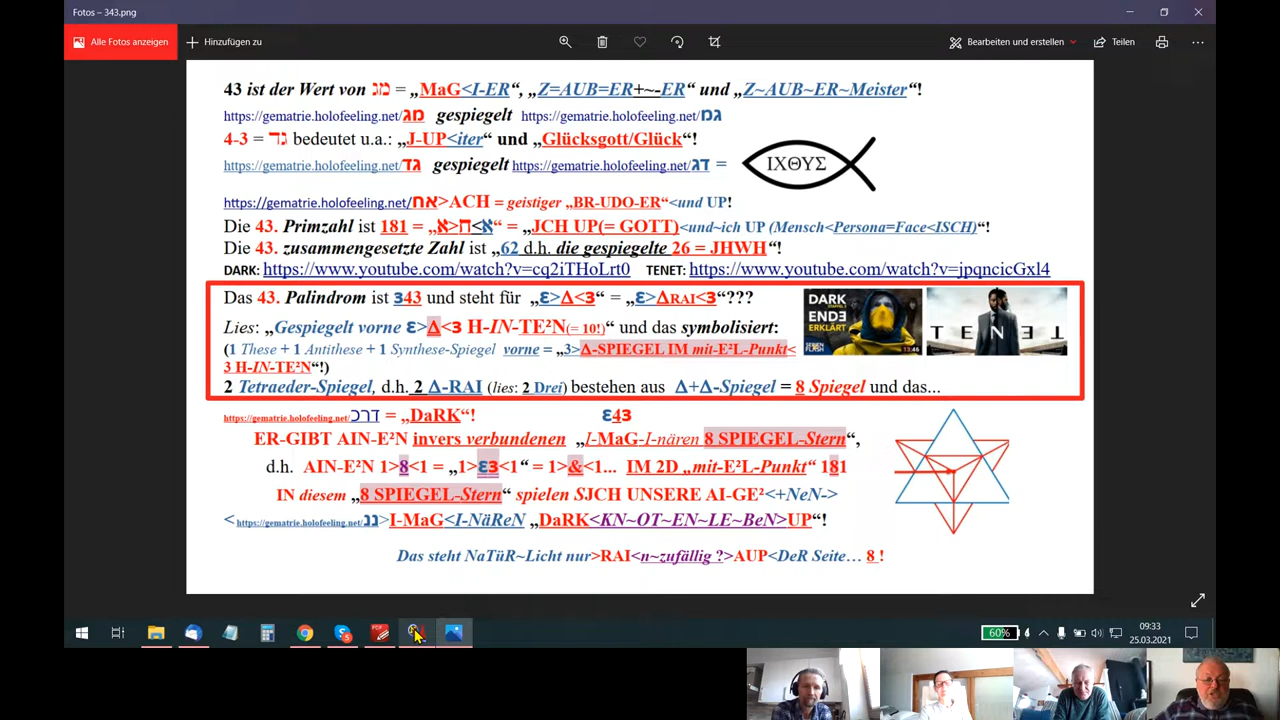 Fotos – 343.png
Alle Fotos anzeigen
Hinzufügen zu
Bearbeiten und erstellen
Teilen
43 ist der Wert von מג = „MaG<I-ER“, „Z=AUB=ER+~-ER“ und „Z~AUB~ER~Meister“!
https://gematrie.holofeeling.net/מג gespiegelt https://gematrie.holofeeling.net/גמ
4-3 = גד bedeutet u.a.: „J-UP<iter“ und „Glücksgott/Glück“!
https://gematrie.holofeeling.net/גד gespiegelt https://gematrie.holofeeling.net/דג =
ΙΧΘΥΣ
https://gematrie.holofeeling.net/אח>ACH = geistiger „BR-UDO-ER“<und UP!
Die 43. Primzahl ist 181 = „א<ח>א“ = „JCH UP(= GOTT)<und~ich UP (Mensch<Persona=Face<ISCH)“!
Die 43. zusammengesetzte Zahl ist „62 d.h. die gespiegelte 26 = JHWH“!
DARK: https://www.youtube.com/watch?v=cq2iTHoLrt0 TENET: https://www.youtube.com/watch?v=jpqncicGxl4
Das 43. Palindrom ist ɜ43 und steht für „ε>Δ<ɜ“ = „ε>ΔRAI<ɜ“???
DARK
ENDE
ERKLÄRT
SERIEN
FLASH
13:46
TENET
Lies: „Gespiegelt vorne ε>Δ<ɜ H-IN-TE²N(= 10!)“ und das symbolisiert:
(1 These + 1 Antithese + 1 Synthese-Spiegel vorne = „3>Δ-SPIEGEL IM mit-E²L-Punkt<
3 H-IN-TE²N“!)
2 Tetraeder-Spiegel, d.h. 2 Δ-RAI (lies: 2 Drei) bestehen aus Δ+Δ-Spiegel = 8 Spiegel und das...
https://gematrie.holofeeling.net/דרכ = „DaRK“! ε4ɜ
ER-GIBT AIN-E²N invers verbundenen „I-MaG-I-nären 8 SPIEGEL-Stern“,
d.h. AIN-E²N 1>8<1 = „1>εɜ<1“ = 1>&<1... IM 2D „mit-E²L-Punkt“ 181
IN diesem „8 SPIEGEL-Stern“ spielen SJCH UNSERE AI-GE²<+NeN->
< https://gematrie.holofeeling.net/ננ>I-MaG<I-NäReN „DaRK<KN~OT~EN~LE~BeN>UP“!
Das steht NaTüR~Licht nur>RAI<n~zufällig ?>AUP<DeR Seite… 8 !
60%
09:33
25.03.2021